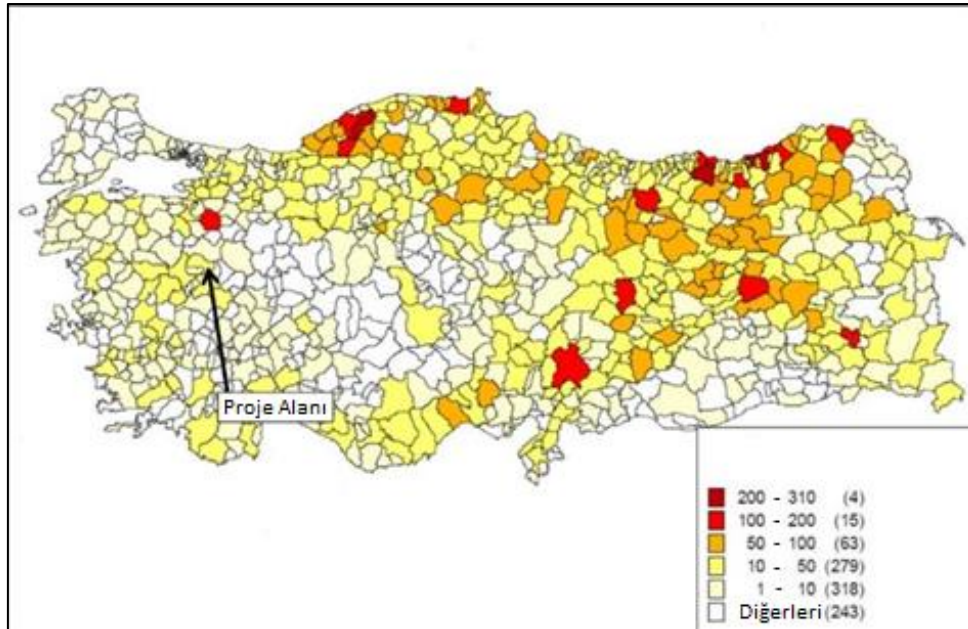 Proje Alanı
200 - 310 (4)
100 - 200 (15)
50 - 100 (63)
10 - 50 (279)
1 - 10 (318)
Diğerleri (243)